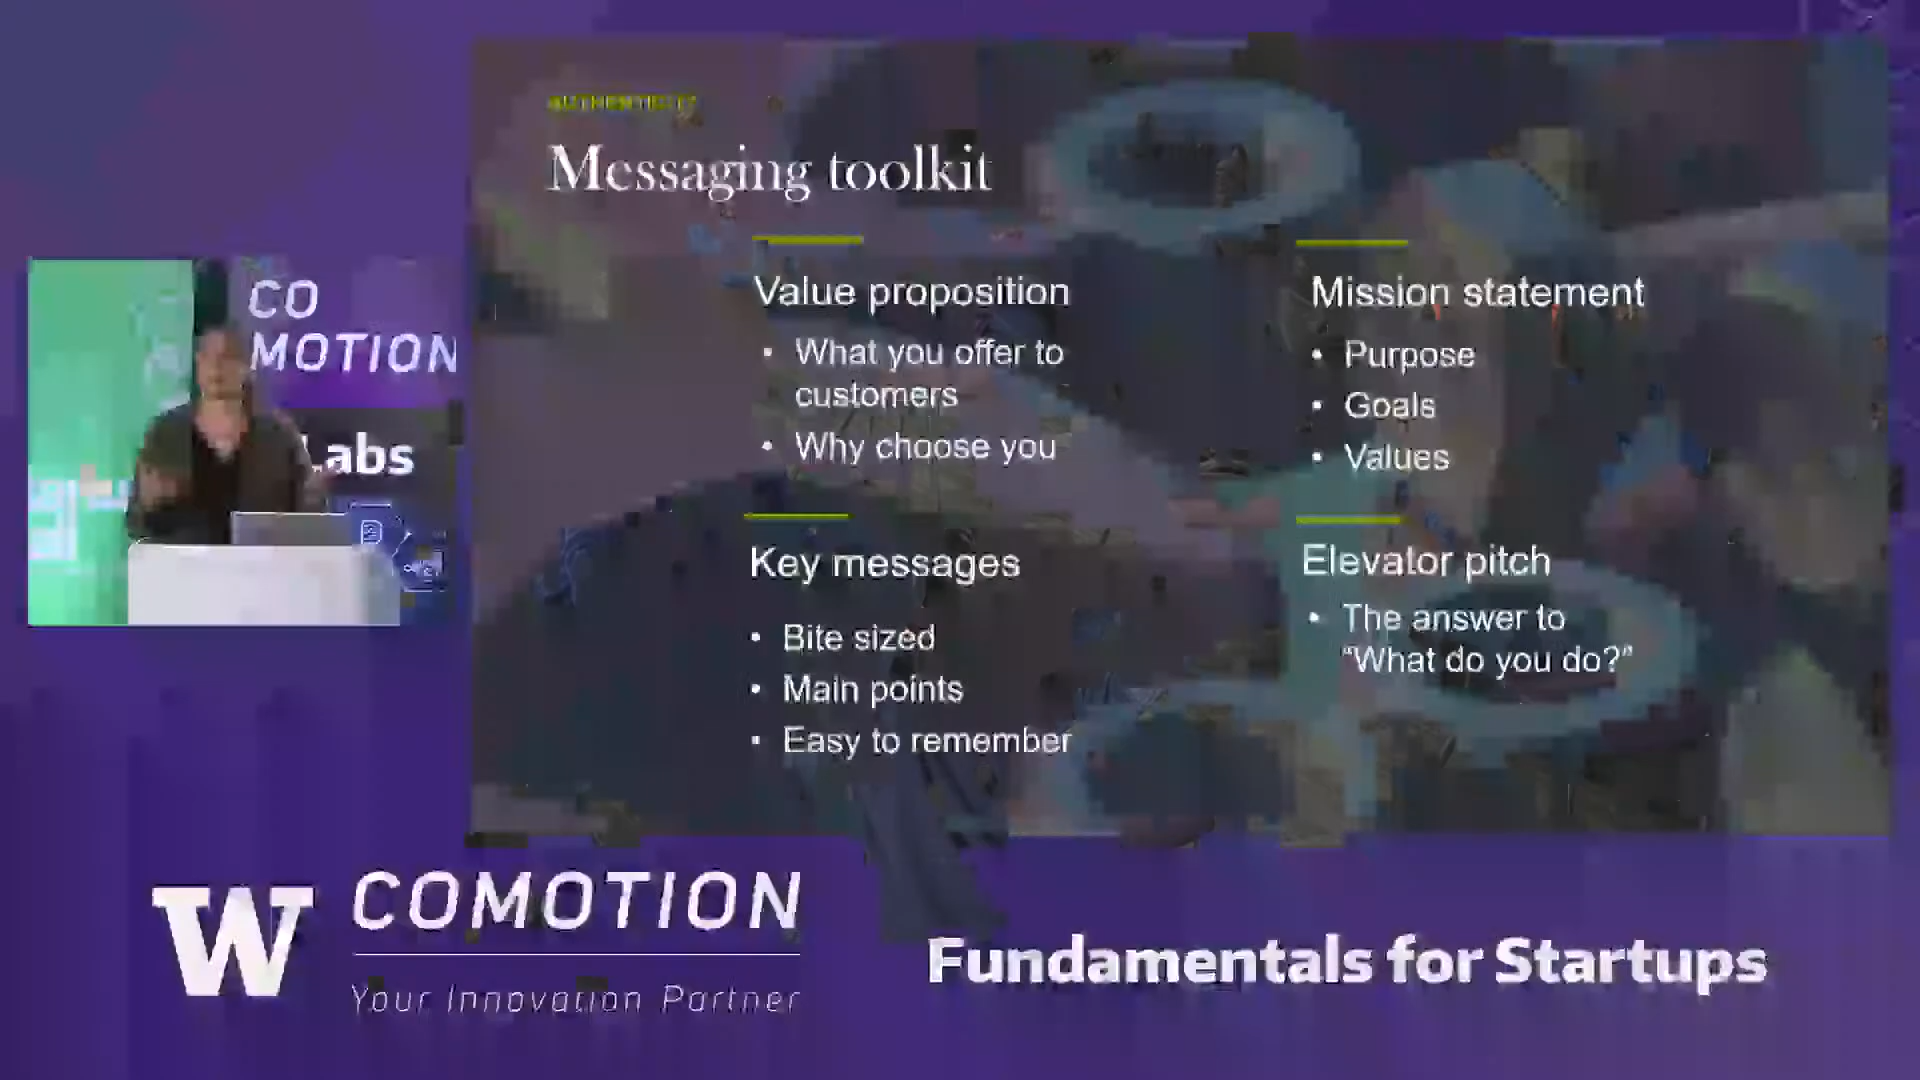 AUTHENTICITY
Messaging toolkit
Value proposition
• What you offer to
customers
• Why choose you
Mission statement
• Purpose
• Goals
• Values
Key messages
• Bite sized
• Main points
• Easy to remember
Elevator pitch
• The answer to
“What do you do?”
CO
MOTION
Labs
W
COMOTION
Your Innovation Partner
Fundamentals for Startups